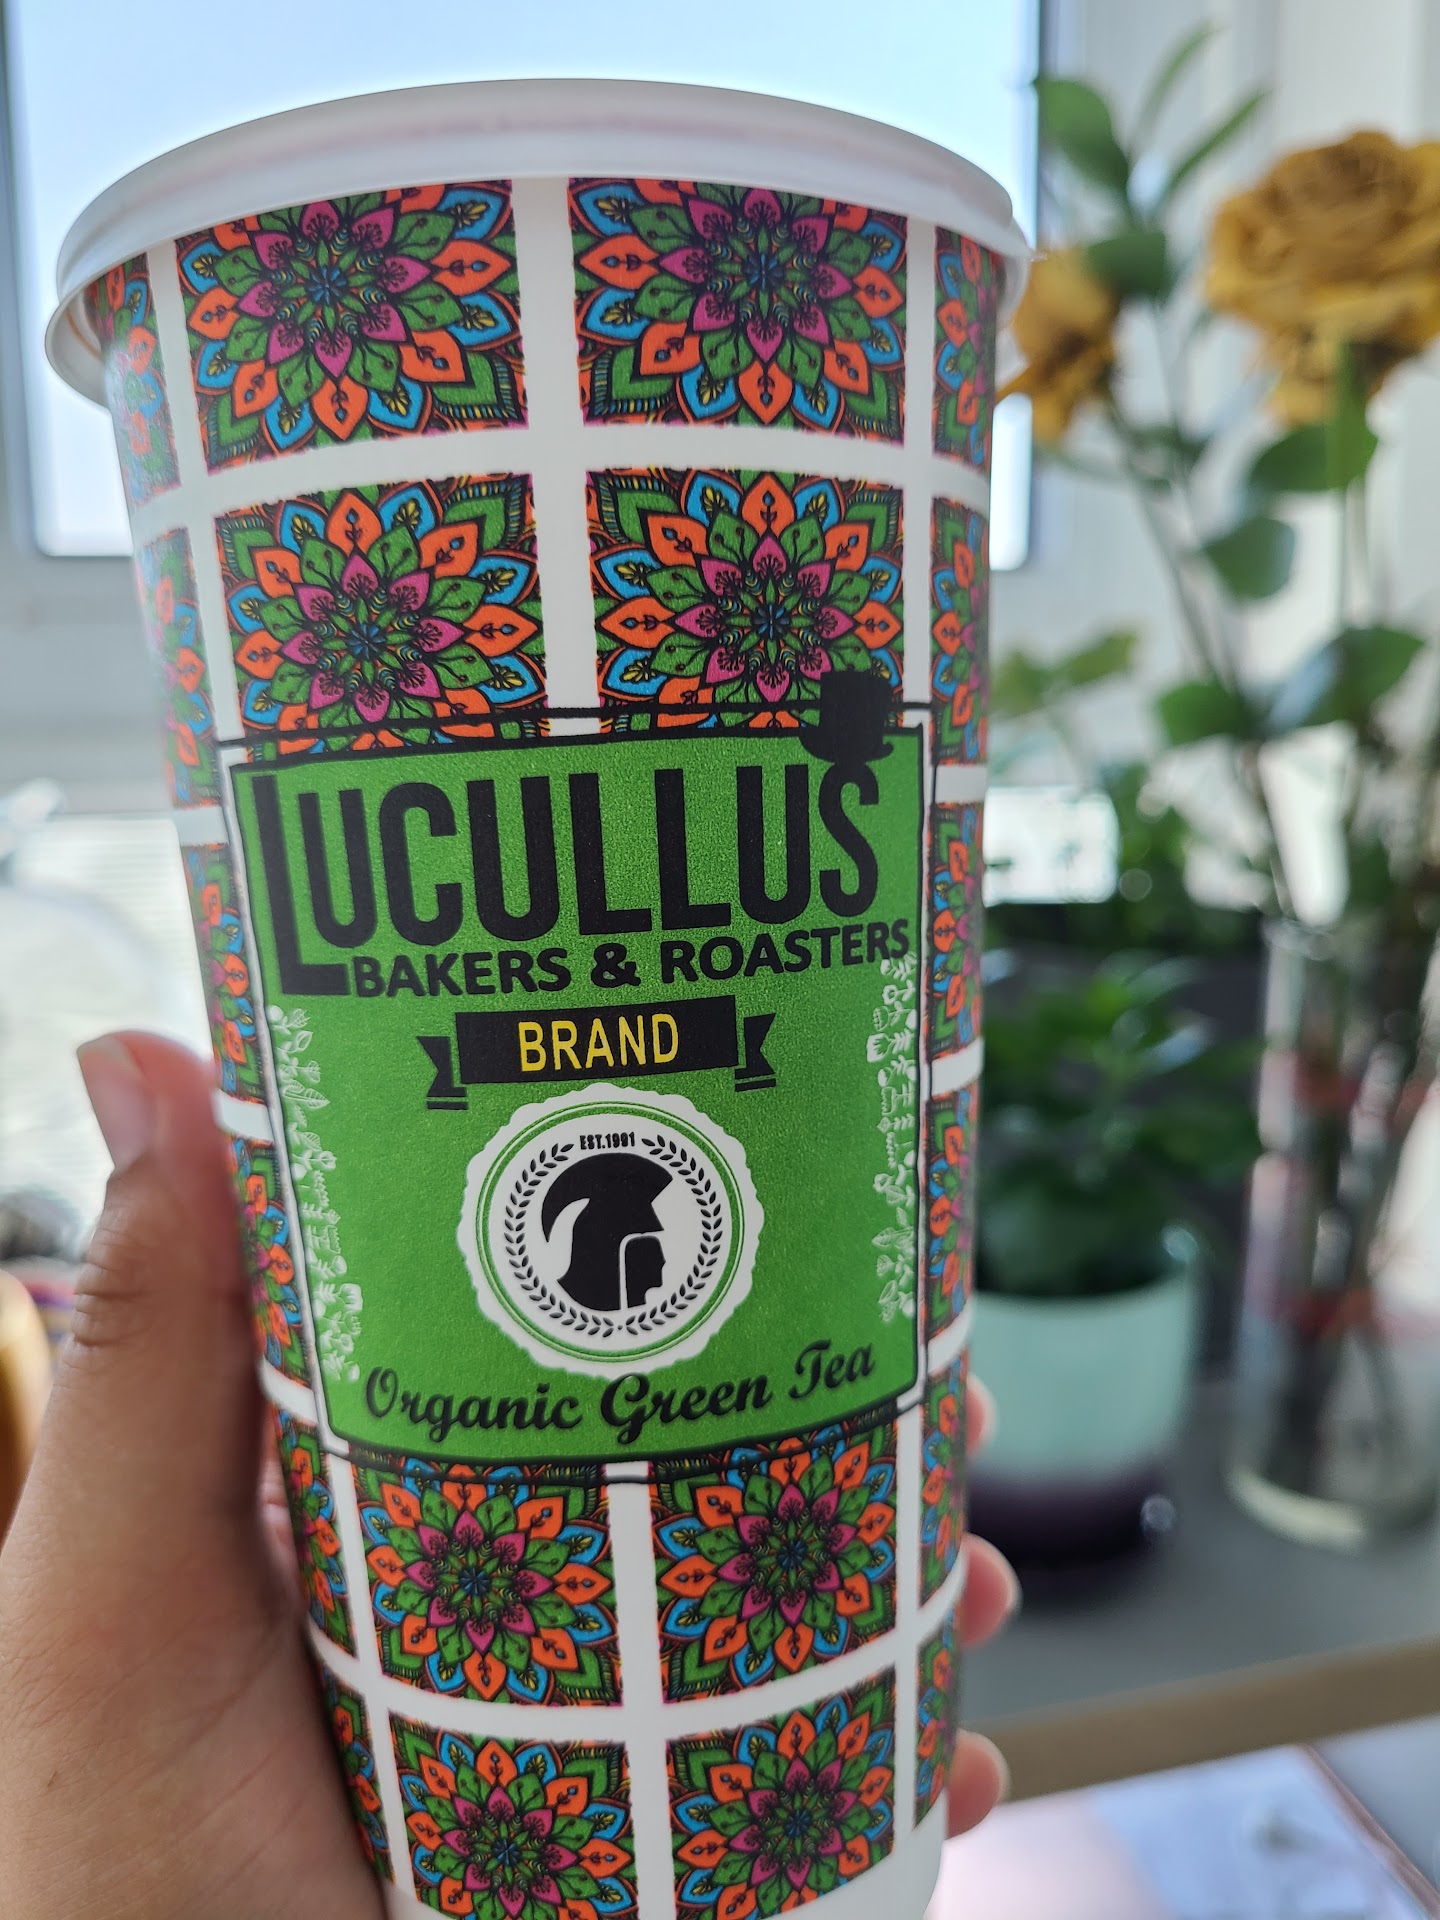 LUCULLUS
BAKERS & ROASTERS
BRAND
EST.1991
Organic Green Tea